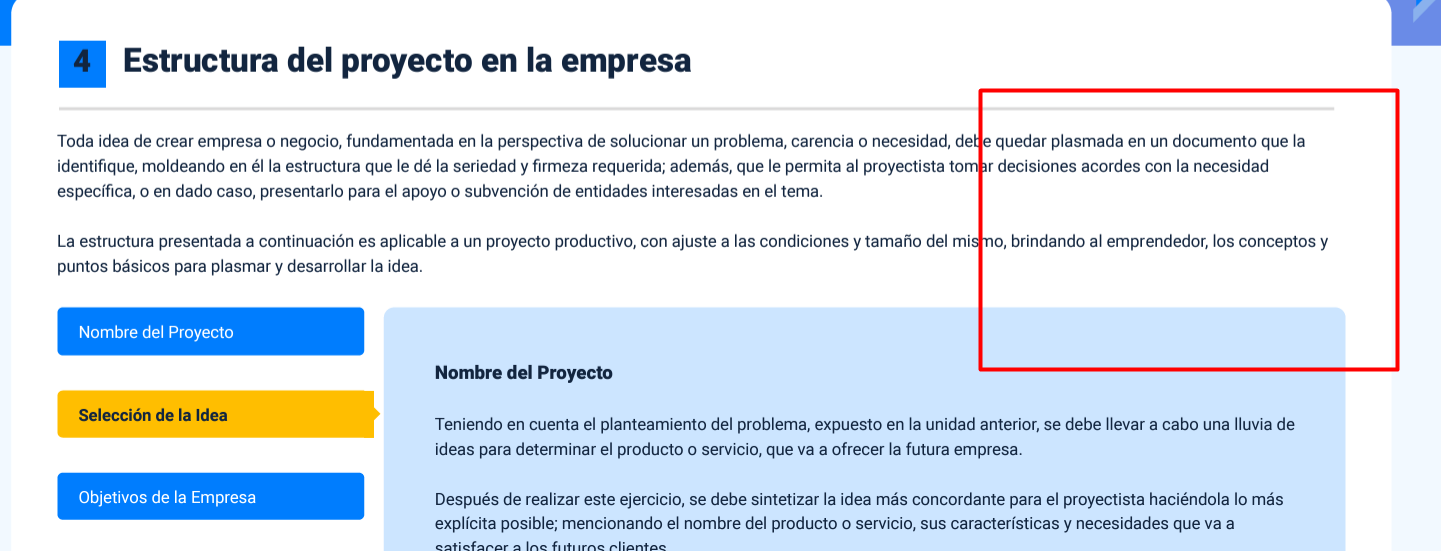 4 Estructura del proyecto en la empresa
Toda idea de crear empresa o negocio, fundamentada en la perspectiva de solucionar un problema, carencia o necesidad, debe quedar plasmada en un documento que la
identifique, moldeando en él la estructura que le dé la seriedad y firmeza requerida; además, que le permita al proyectista tomar decisiones acordes con la necesidad
específica, o en dado caso, presentarlo para el apoyo o subvención de entidades interesadas en el tema.
La estructura presentada a continuación es aplicable a un proyecto productivo, con ajuste a las condiciones y tamaño del mismo, brindando al emprendedor, los conceptos y
puntos básicos para plasmar y desarrollar la idea.
Nombre del Proyecto
Selección de la Idea
Objetivos de la Empresa
Nombre del Proyecto
Teniendo en cuenta el planteamiento del problema, expuesto en la unidad anterior, se debe llevar a cabo una lluvia de
ideas para determinar el producto o servicio, que va a ofrecer la futura empresa.
Después de realizar este ejercicio, se debe sintetizar la idea más concordante para el proyectista haciéndola lo más
explícita posible; mencionando el nombre del producto o servicio, sus características y necesidades que va a
satisfacer a los futuros clientes.